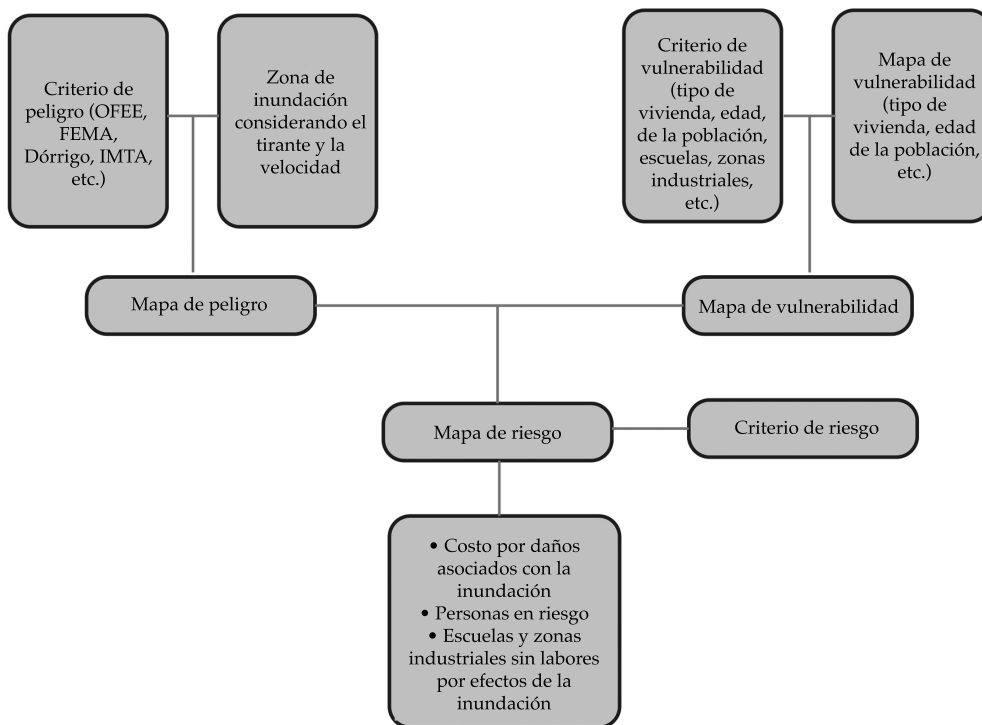 Criterio de
peligro (OFEE,
FEMA,
Dórrigo, IMTA,
etc.)
Zona de
inundación
considerando el
tirante y la
velocidad
Criterio de
vulnerabilidad
(tipo de
vivienda, edad,
de la población,
escuelas, zonas
industriales,
etc.)
Mapa de
vulnerabilidad
(tipo de
vivienda, edad
de la población,
etc.)
Mapa de peligro
Mapa de vulnerabilidad
Mapa de riesgo
Criterio de riesgo
• Costo por daños
asociados con la
inundación
• Personas en riesgo
• Escuelas y zonas
industriales sin labores
por efectos de la
inundación